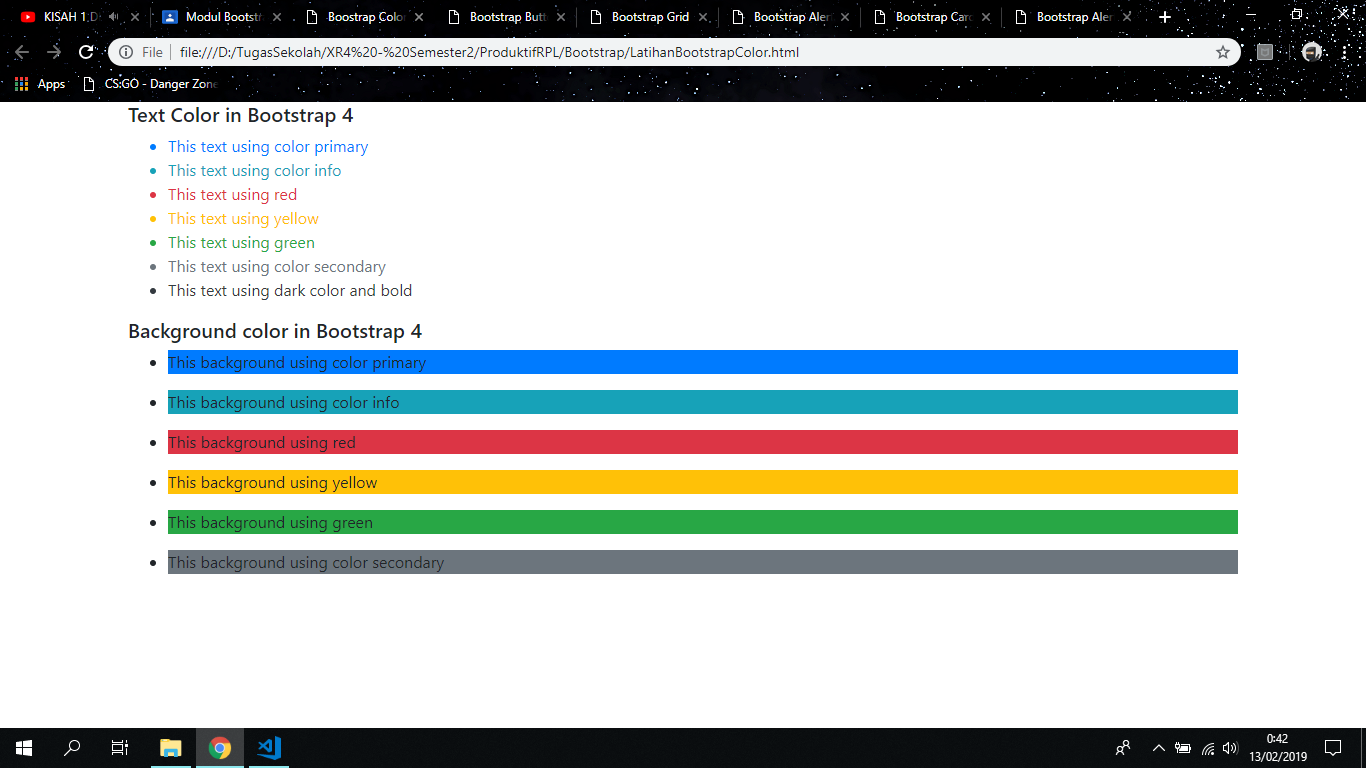 KISAH 1 D
Modul Bootst
Boostrap Color
Bootstrap Butt
Bootstrap Grid
Bootstrap Aler
Bootstrap Card
Bootstrap Aler
File
file:///D:/TugasSekolah/XR4%20-%20Semester2/ProduktifRPL/Bootstrap/LatihanBootstrapColor.html
Apps
CS:GO - Danger Zone
Text Color in Bootstrap 4
This text using color primary
This text using color info
This text using red
This text using yellow
This text using green
This text using color secondary
This text using dark color and bold
Background color in Bootstrap 4
This background using color primary
This background using color info
This background using red
This background using yellow
This background using green
This background using color secondary
0:42
13/02/2019